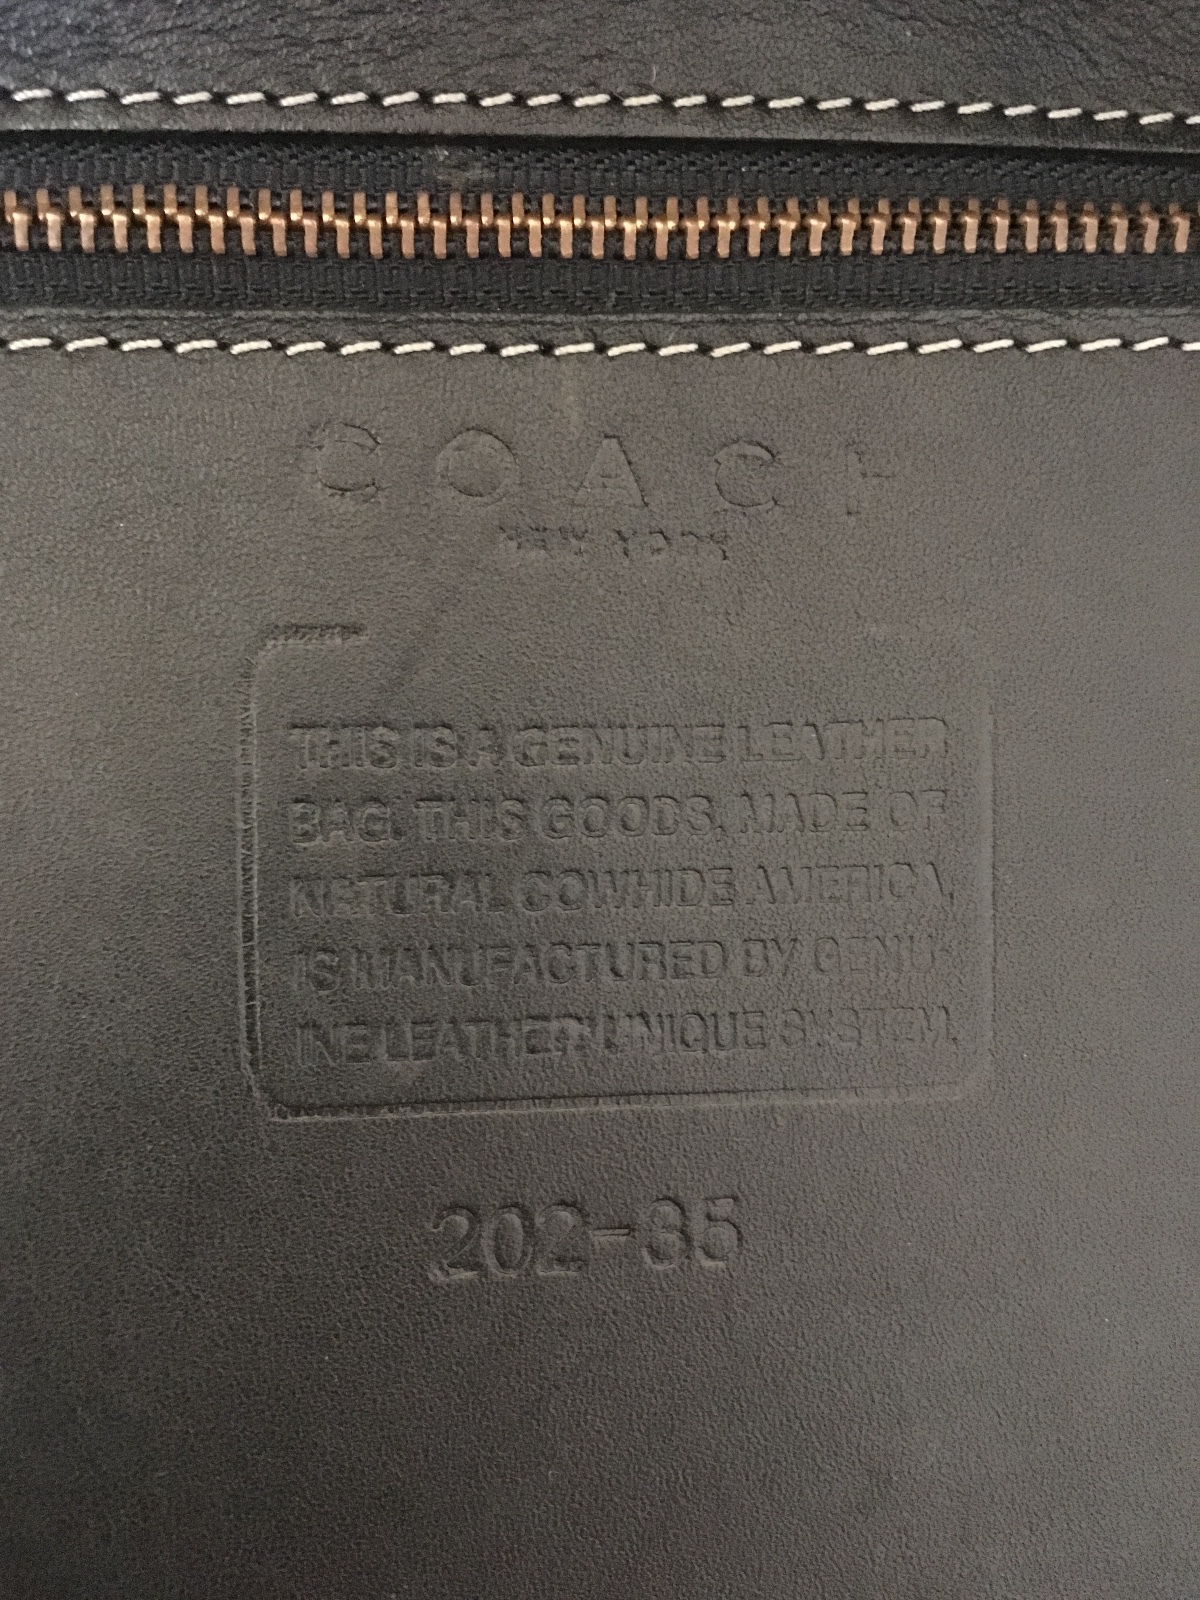 COACH
NEW YORK
THIS IS A GENUINE LEATHER
BAG. THIS GOODS, MADE OF
NATURAL COWHIDE AMERICA,
IS MANUFACTURED BY GENU-
INE LEATHER UNIQUE SYSTEM.
202-85